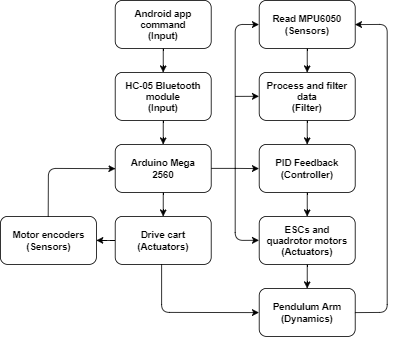 Android app
command
(Input)
Read MPU6050
(Sensors)
HC-05 Bluetooth
module
(Input)
Process and filter
data
(Filter)
Arduino Mega
2560
PID Feedback
(Controller)
Motor encoders
(Sensors)
Drive cart
(Actuators)
ESCs and
quadrotor motors
(Actuators)
Pendulum Arm
(Dynamics)